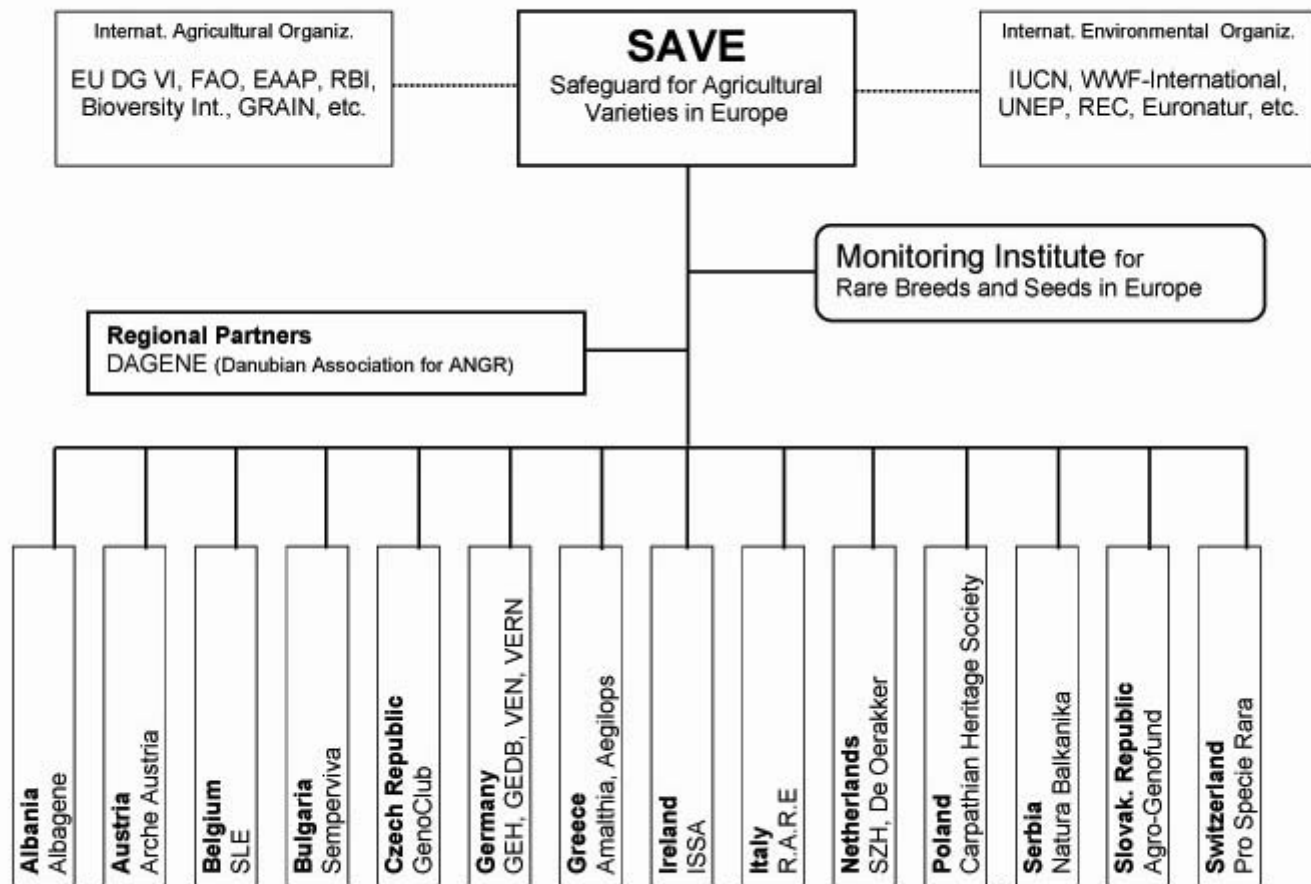 Internat. Agricultural Organiz.
EU DG VI, FAO, EAAP, RBI,
Bioversity Int., GRAIN, etc.
SAVE
Safeguard for Agricultural
Varieties in Europe
Internat. Environmental Organiz.
IUCN, WWF-International,
UNEP, REC, Euronatur, etc.
Monitoring Institute for
Rare Breeds and Seeds in Europe
Regional Partners
DAGENE (Danubian Association for ANGR)
Albania
Albagene
Austria
Arche Austria
Belgium
SLE
Bulgaria
Semperviva
Czech Republic
GenoClub
Germany
GEH, GEDB, VEN, VERN
Greece
Amalthia, Aegilops
Ireland
ISSA
Italy
R.A.R.E
Netherlands
SZH, De Oerakker
Poland
Carpathian Heritage Society
Serbia
Natura Balkanika
Slovak. Republic
Agro-Genofund
Switzerland
Pro Specie Rara